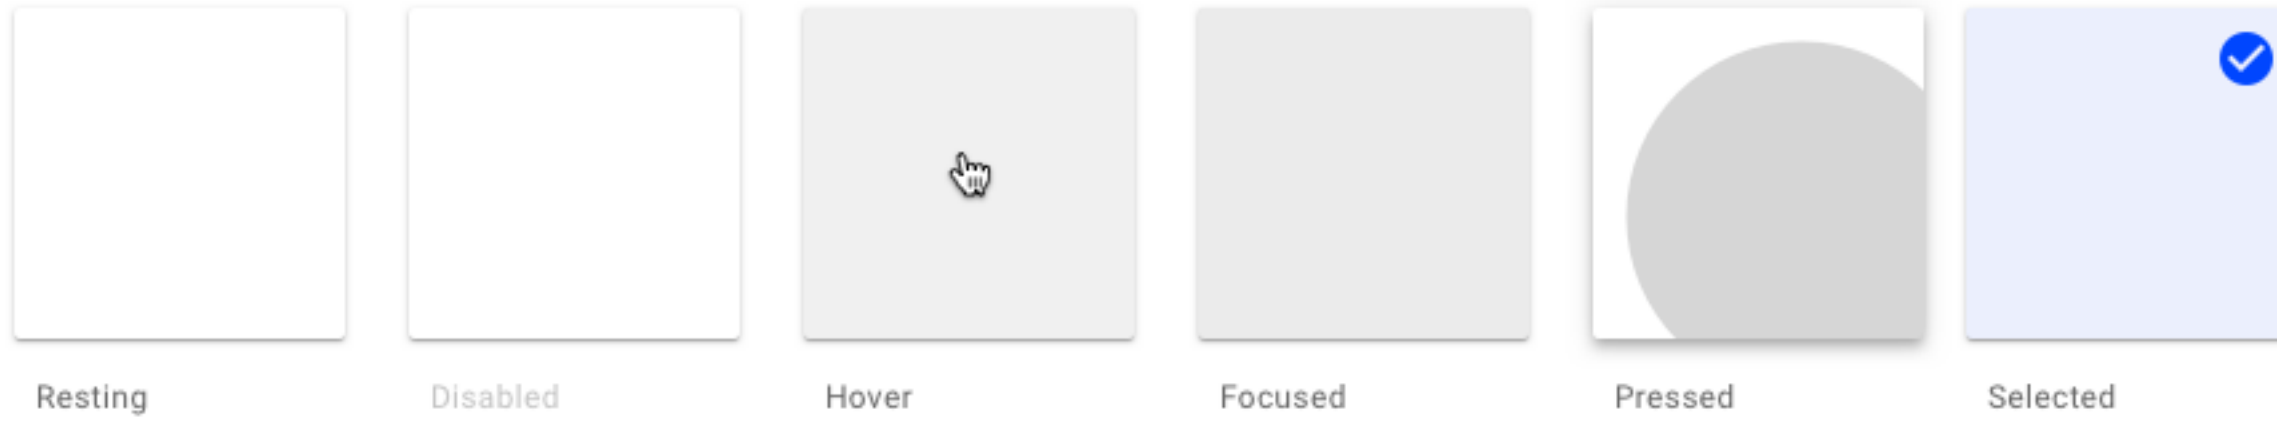 Resting
Disabled
Hover
Focused
Pressed
Selected